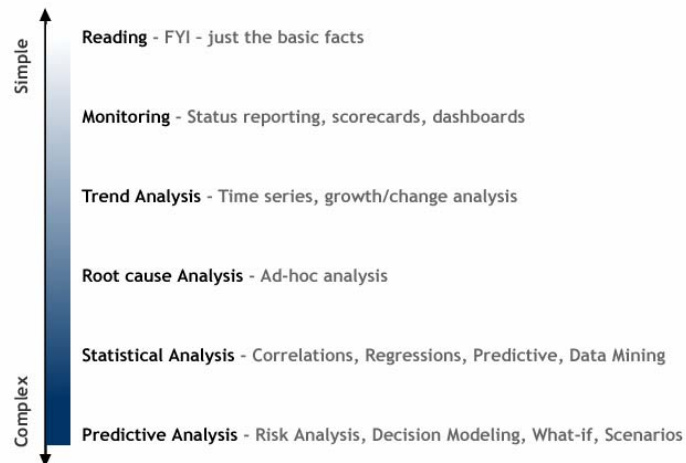 Simple
Reading - FYI - just the basic facts
Monitoring - Status reporting, scorecards, dashboards
Trend Analysis - Time series, growth/change analysis
Root cause Analysis - Ad-hoc analysis
Statistical Analysis - Correlations, Regressions, Predictive, Data Mining
Complex
Predictive Analysis - Risk Analysis, Decision Modeling, What-if, Scenarios